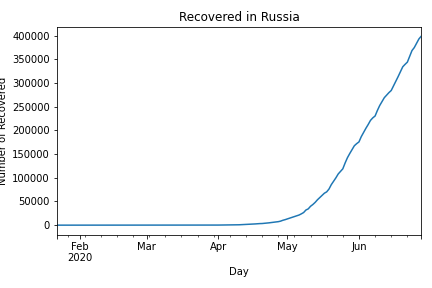 Recovered in Russia
Number of Recovered
400000
350000
300000
250000
200000
150000
100000
50000
0
Feb
2020
Mar
Apr
May
Jun
Day